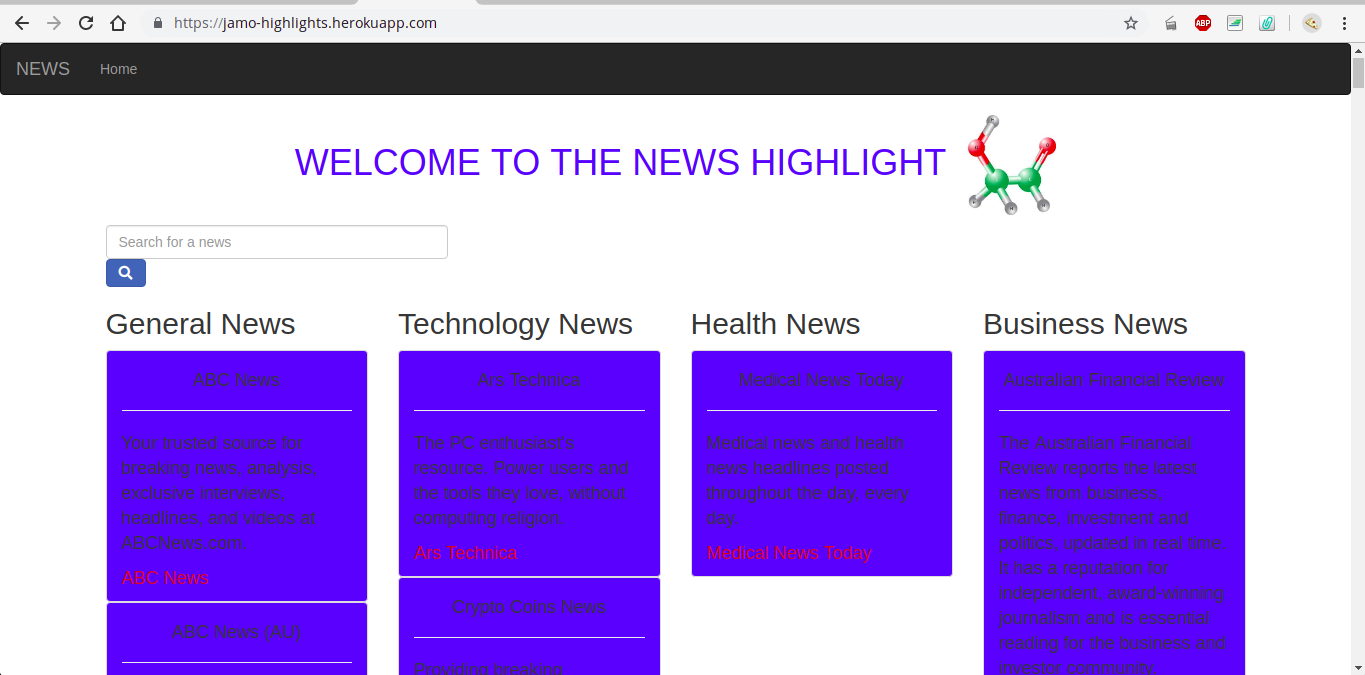 https://jamo-highlights.herokuapp.com
ABP
NEWS Home
WELCOME TO THE NEWS HIGHLIGHT
Search for a news
General News
ABC News
Your trusted source for
breaking news, analysis,
exclusive interviews,
headlines, and videos at
ABCNews.com.
ABC News
ABC News (AU)
Technology News
Ars Technica
The PC enthusiast's
resource. Power users and
the tools they love, without
computing religion.
Ars Technica
Crypto Coins News
Providing breaking
Health News
Medical News Today
Medical news and health
news headlines posted
throughout the day, every
day.
Medical News Today
Business News
Australian Financial Review
The Australian Financial
Review reports the latest
news from business,
finance, investment and
politics, updated in real time.
It has a reputation for
independent, award-winning
journalism and is essential
reading for the business and
investor community.